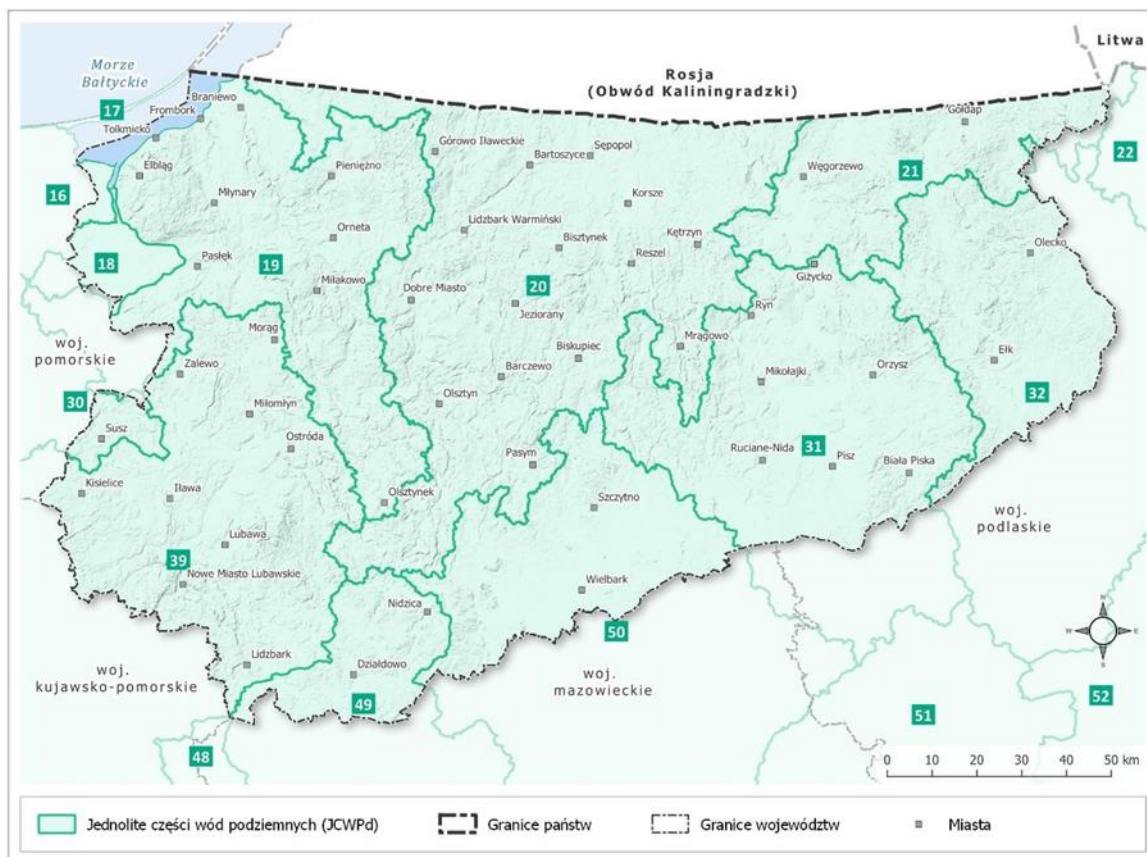 Litwa
Morze
Bałtyckie
Rosja
(Obwód Kaliningradzki)
17
Braniewo
Frombork
Tolkmicko
Gołdap
Górowo Iławeckie
Sępopol
Bartoszyce
22
Elbląg
Pieniężno
Węgorzewo
21
16
Młynary
Korsze
Lidzbark Warmiński
Orneta
Bisztynek
Kętrzyn
Olecko
18
Pasłęk
19
Reszel
Giżycko
Miłakowo
Dobre Miasto
20
Jeziorany
Ryn
woj.
pomorskie
Morąg
Mrągowo
Zalewo
Biskupiec
Barczewo
Ełk
Mikołajki
Orzysz
30
Miłomłyn
Olsztyn
32
Susz
Ostróda
31
Pasym
Ruciane-Nida
Pisz
Biała Piska
Kisielice
Iława
Olsztynek
Szczytno
woj.
podlaskie
Lubawa
39
Nowe Miasto Lubawskie
Wielbark
Nidzica
50
N
W
E
S
Lidzbark
Działdowo
woj.
kujawsko-pomorskie
woj.
mazowieckie
49
52
51
48
0 10 20 30 40 50 km
Jednolite części wód podziemnych (JCWPd)
Granice państw
Granice województw
Miasta